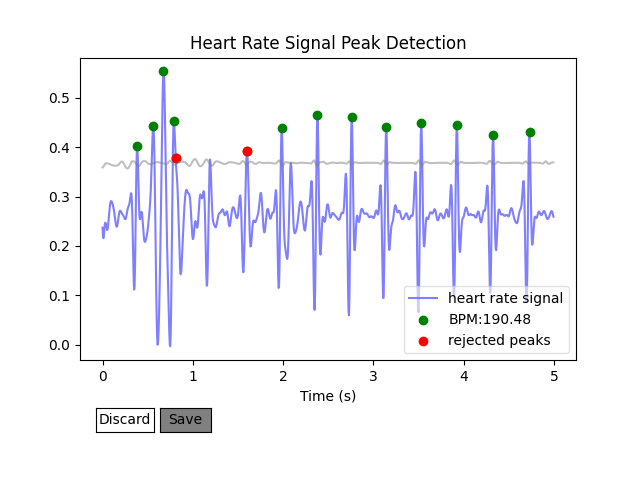 Heart Rate Signal Peak Detection
0.5
0.4
0.3
0.2
0.1
0.0
heart rate signal
BPM:190.48
rejected peaks
0 1 2 3 4 5
Time (s)
Discard Save